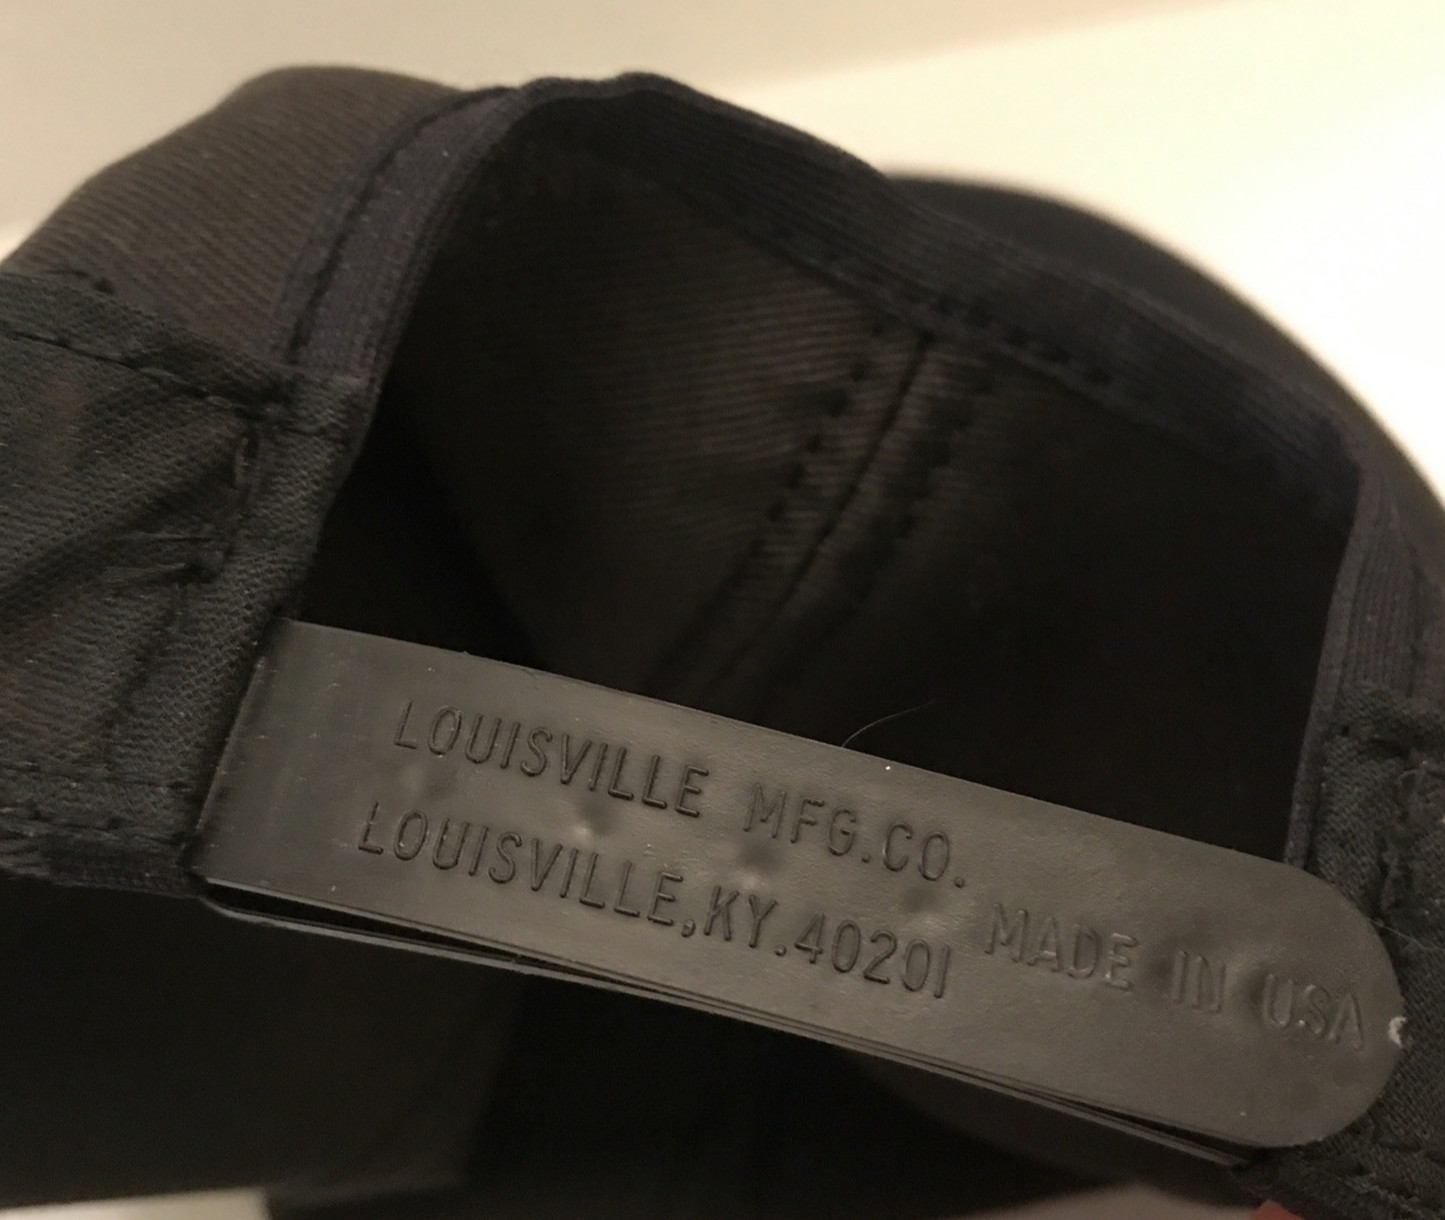 LOUISVILLE MFG.CO.
LOUISVILLE,KY.40201
MADE IN USA